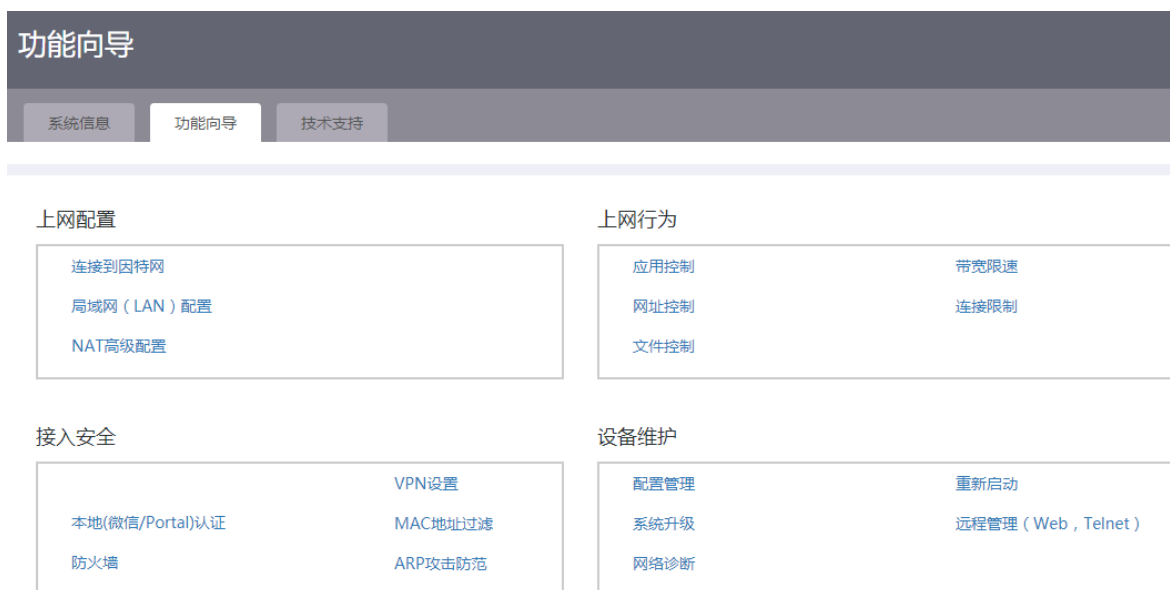 功能向导
系统信息 功能向导 技术支持
上网配置
连接到因特网
局域网（LAN）配置
NAT高级配置
上网行为
应用控制 带宽限速
网址控制 连接限制
文件控制
接入安全
VPN设置
本地(微信/Portal)认证 MAC地址过滤
防火墙 ARP攻击防范
设备维护
配置管理 重新启动
系统升级 远程管理（Web，Telnet）
网络诊断